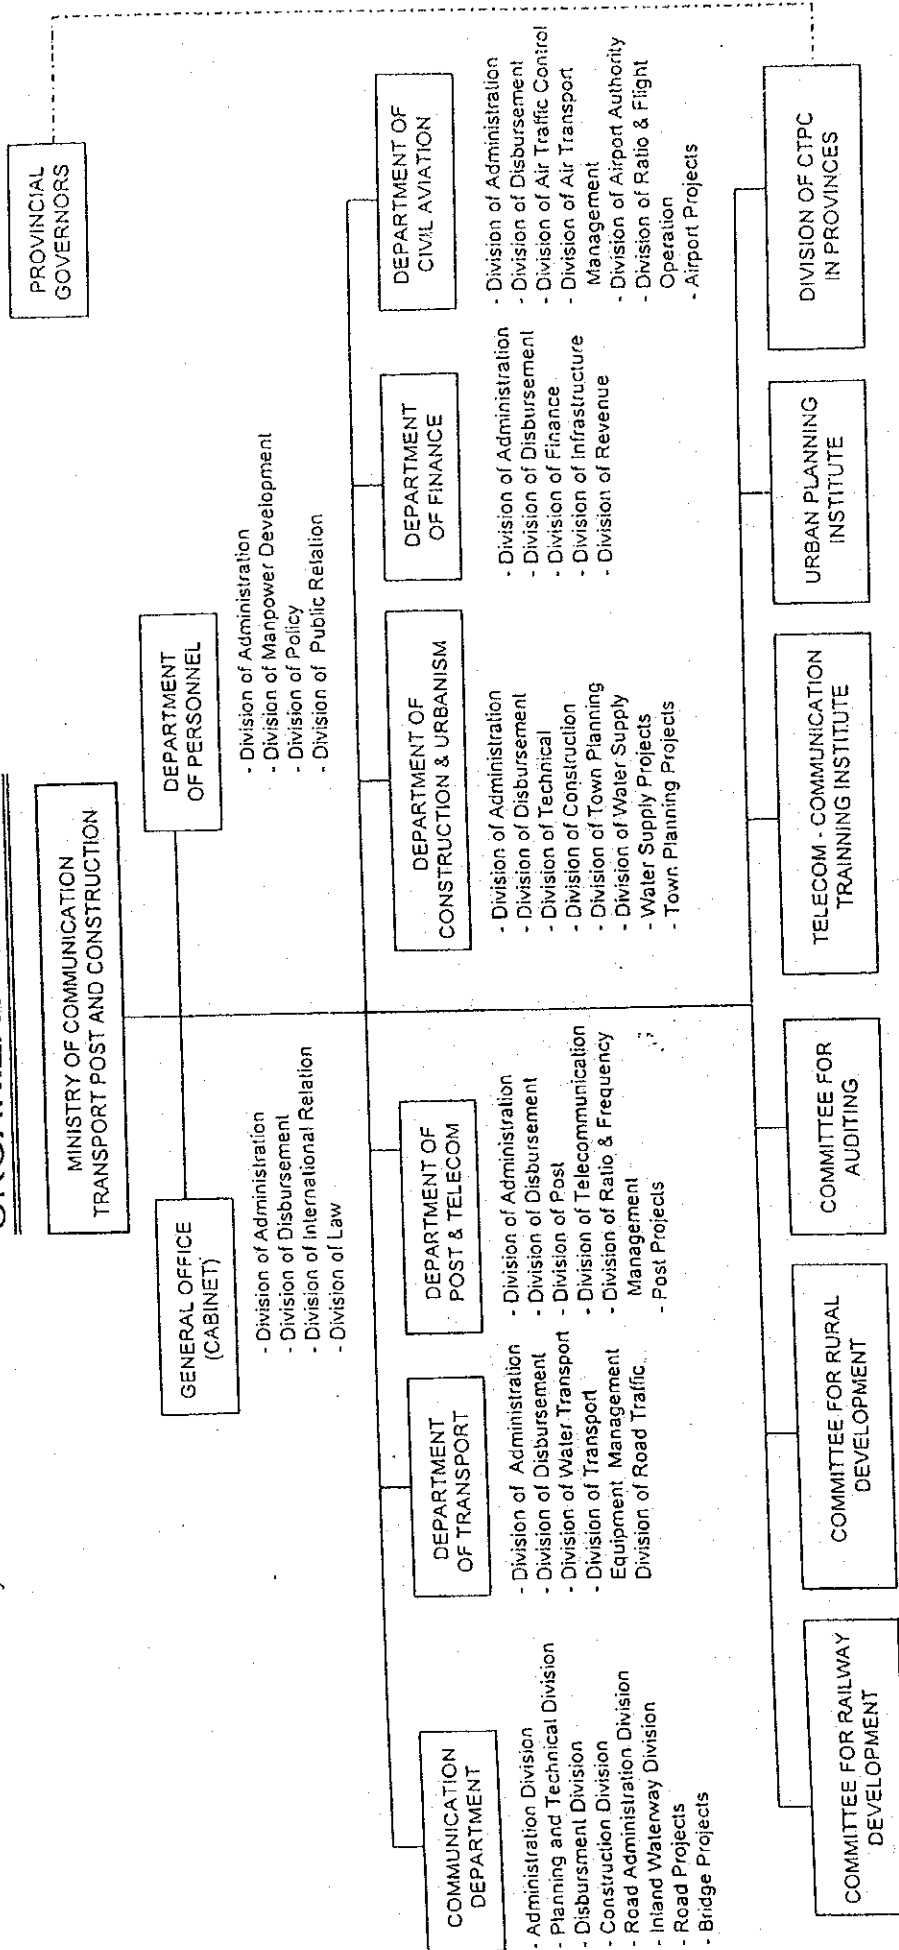 PROVINCIAL
GOVERNORS
MINISTRY OF COMMUNICATION
TRANSPORT POST AND CONSTRUCTION
GENERAL OFFICE
(CABINET)
- Division of Administration
- Division of Disbursement
- Division of International Relation
- Division of Law
DEPARTMENT
OF PERSONNEL
- Division of Administration
- Division of Manpower Development
- Division of Policy
- Division of Public Relation
COMMUNICATION
DEPARTMENT
- Administration Division
- Planning and Technical Division
- Disbursment Division
- Construction Division
- Road Administration Division
- Inland Waterway Division
- Road Projects
- Bridge Projects
DEPARTMENT
OF TRANSPORT
- Division of Administration
- Division of Disbursement
- Division of Water Transport
- Division of Transport
Equipment Management
Division of Road Traffic
DEPARTMENT OF
POST & TELECOM
- Division of Administration
- Division of Disbursement
- Division of Post
- Division of Telecommunication
- Division of Ratio & Frequency
Management
- Post Projects
DEPARTMENT OF
CONSTRUCTION & URBANISM
- Division of Administration
- Division of Disbursement
- Division of Technical
- Division of Construction
- Division of Town Planning
- Division of Water Supply
- Water Supply Projects
- Town Planning Projects
DEPARTMENT
OF FINANCE
- Division of Administration
- Division of Disbursement
- Division of Finance
- Division of Infrastructure
- Division of Revenue
DEPARTMENT OF
CIVIL AVIATION
- Division of Administration
- Division of Disbursement
- Division of Air Traffic Control
- Division of Air Transport
Management
- Division of Airport Authority
- Division of Ratio & Flight
Operation
- Airport Projects
COMMITTEE FOR RAILWAY
DEVELOPMENT
COMMITTEE FOR RURAL
DEVELOPMENT
COMMITTEE FOR
AUDITING
TELECOM - COMMUNICATION
TRAINNING INSTITUTE
URBAN PLANNING
INSTITUTE
DIVISION OF CTPC
IN PROVINCES